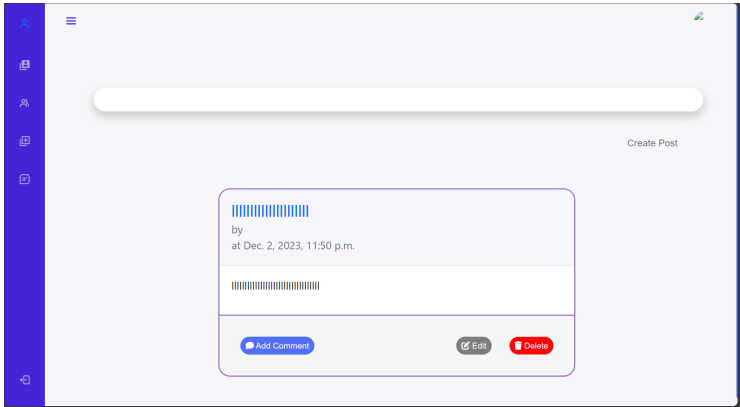 Create Post
by
at Dec. 2, 2023, 11:50 p.m.
Add Comment
Edit
Delete